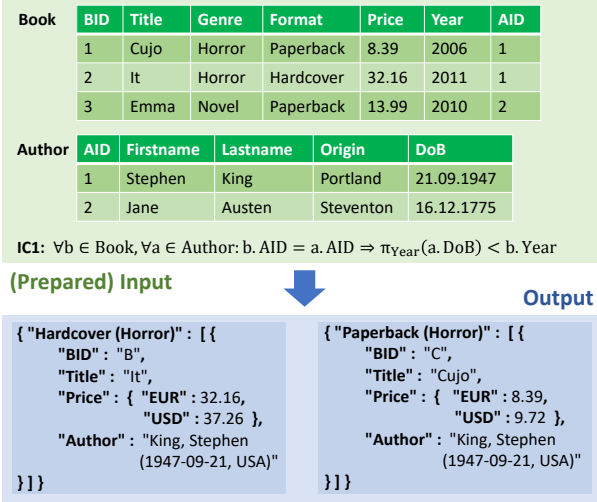 Book BID Title Genre Format Price Year AID
1 Cujo Horror Paperback 8.39 2006 1
2 It Horror Hardcover 32.16 2011 1
3 Emma Novel Paperback 13.99 2010 2
Author AID Firstname Lastname Origin DoB
1 Stephen King Portland 21.09.1947
2 Jane Austen Steventon 16.12.1775
IC1: ∀b ∈ Book, ∀a ∈ Author: b. AID = a. AID ⇒ π_Year(a. DoB) < b. Year
(Prepared) Input
Output
{ "Hardcover (Horror)" : [ {
"BID" : "B",
"Title" : "It",
"Price" : { "EUR" : 32.16,
"USD" : 37.26 },
"Author" : "King, Stephen
(1947-09-21, USA)"
} ] }
{ "Paperback (Horror)" : [ {
"BID" : "C",
"Title" : "Cujo",
"Price" : { "EUR" : 8.39,
"USD" : 9.72 },
"Author" : "King, Stephen
(1947-09-21, USA)"
} ] }